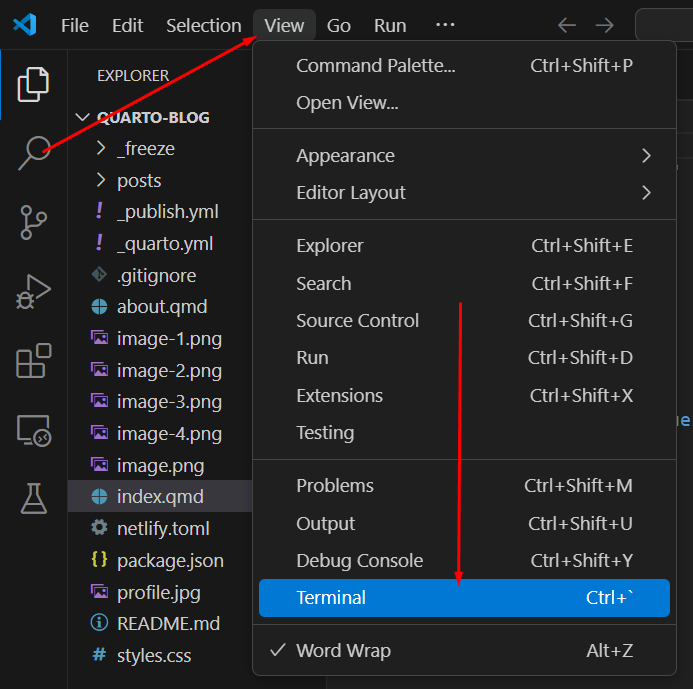 File Edit Selection View Go Run ...
EXPLORER
QUARTO-BLOG
_freeze
posts
_publish.yml
_quarto.yml
.gitignore
about.qmd
image-1.png
image-2.png
image-3.png
image-4.png
image.png
index.qmd
netlify.toml
package.json
profile.jpg
README.md
styles.css
Command Palette... Ctrl+Shift+P
Open View...
Appearance
Editor Layout
Explorer Ctrl+Shift+E
Search Ctrl+Shift+F
Source Control Ctrl+Shift+G
Run Ctrl+Shift+D
Extensions Ctrl+Shift+X
Testing
Problems Ctrl+Shift+M
Output Ctrl+Shift+U
Debug Console Ctrl+Shift+Y
Terminal Ctrl+`
Word Wrap Alt+Z